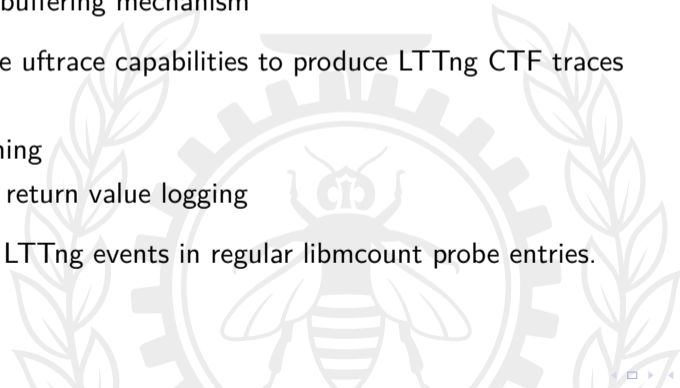 buffering mechanism
e uftrace capabilities to produce LTTng CTF traces
ning
return value logging
LTTng events in regular libmcount probe entries.